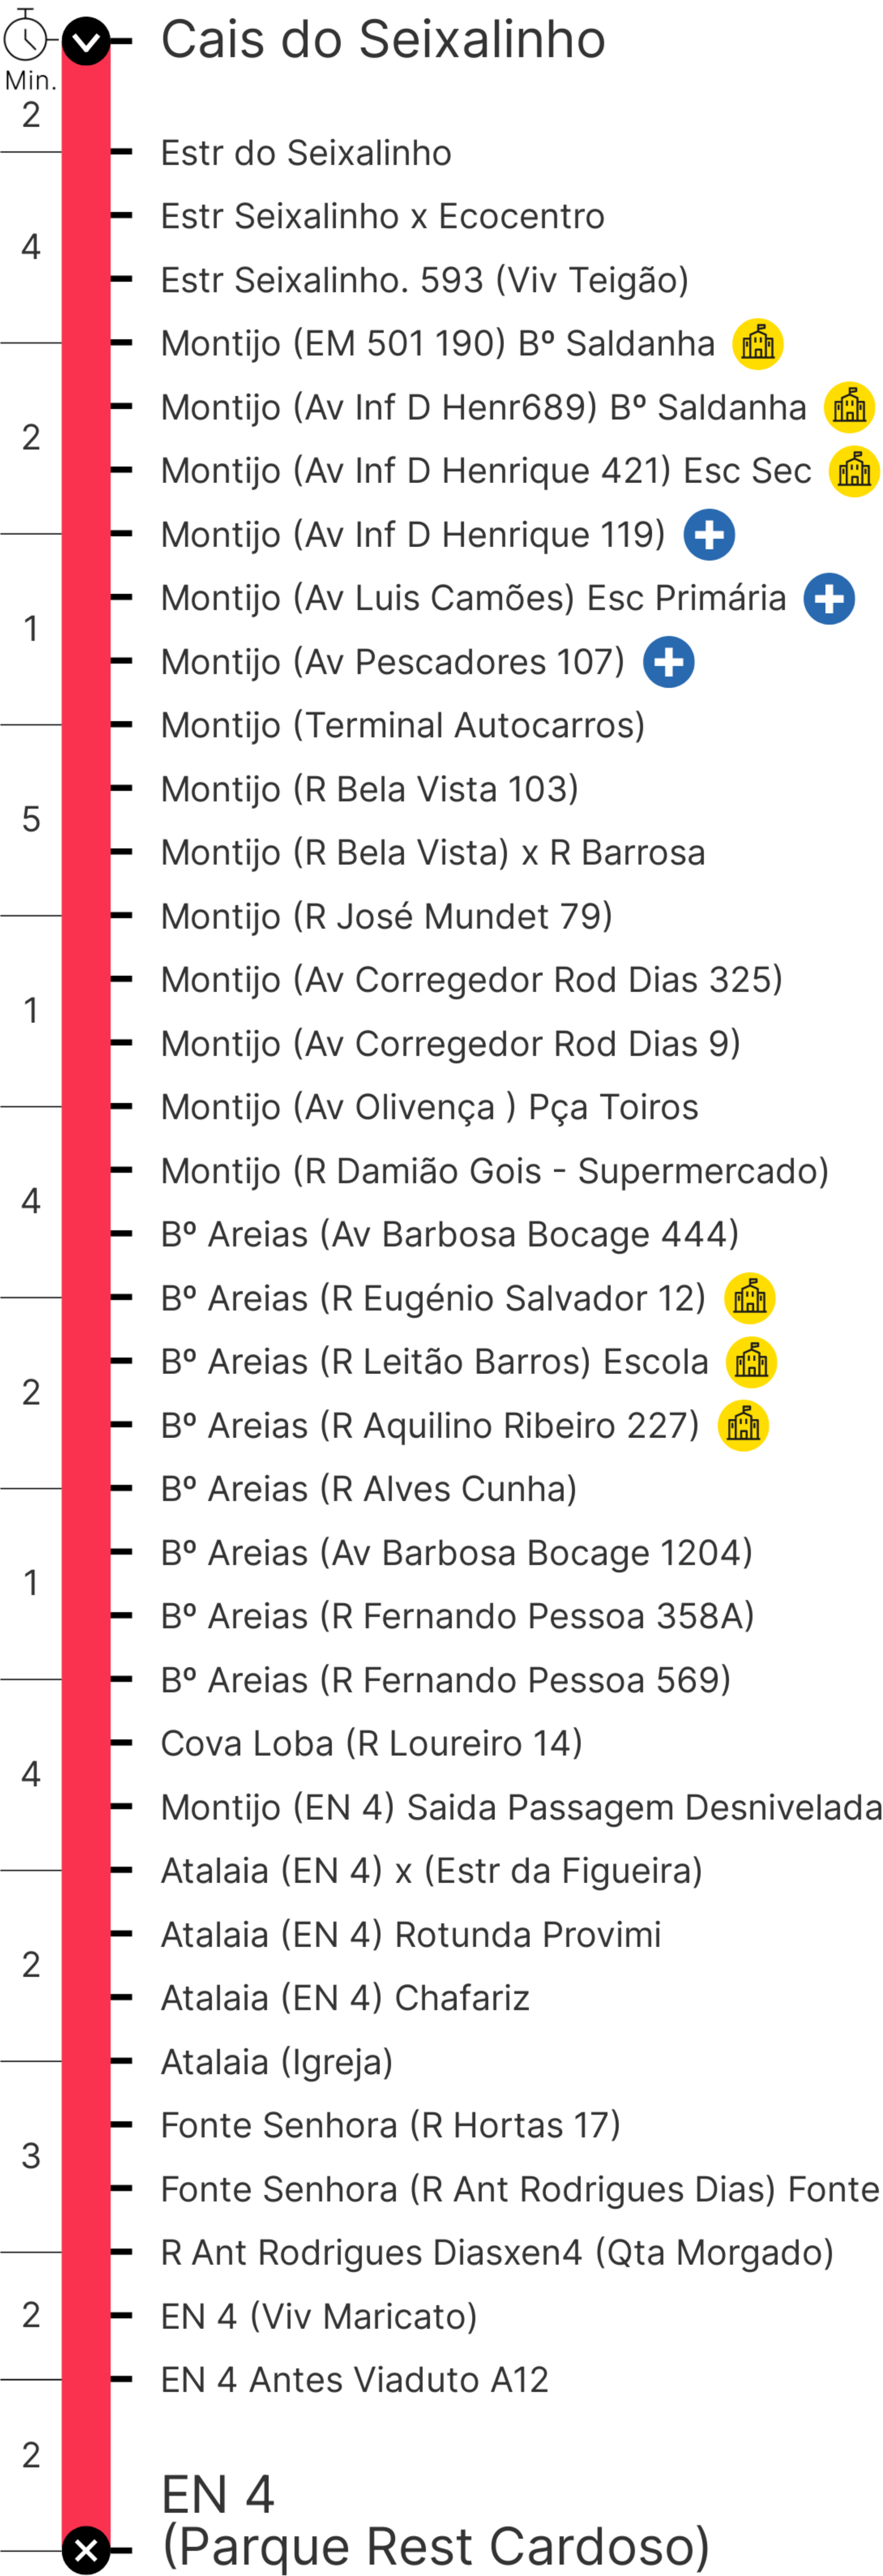 Cais do Seixalinho
Min.
2
Estr do Seixalinho
Estr Seixalinho x Ecocentro
4
Estr Seixalinho. 593 (Viv Teigão)
Montijo (EM 501 190) Bº Saldanha
Montijo (Av Inf D Henr689) Bº Saldanha
2
Montijo (Av Inf D Henrique 421) Esc Sec
Montijo (Av Inf D Henrique 119)
Montijo (Av Luis Camões) Esc Primária
1
Montijo (Av Pescadores 107)
Montijo (Terminal Autocarros)
Montijo (R Bela Vista 103)
5
Montijo (R Bela Vista) x R Barrosa
Montijo (R José Mundet 79)
Montijo (Av Corregedor Rod Dias 325)
1
Montijo (Av Corregedor Rod Dias 9)
Montijo (Av Olivença ) Pça Toiros
Montijo (R Damião Gois - Supermercado)
4
Bº Areias (Av Barbosa Bocage 444)
Bº Areias (R Eugénio Salvador 12)
Bº Areias (R Leitão Barros) Escola
2
Bº Areias (R Aquilino Ribeiro 227)
Bº Areias (R Alves Cunha)
Bº Areias (Av Barbosa Bocage 1204)
1
Bº Areias (R Fernando Pessoa 358A)
Bº Areias (R Fernando Pessoa 569)
Cova Loba (R Loureiro 14)
4
Montijo (EN 4) Saida Passagem Desnivelada
Atalaia (EN 4) x (Estr da Figueira)
Atalaia (EN 4) Rotunda Provimi
2
Atalaia (EN 4) Chafariz
Atalaia (Igreja)
Fonte Senhora (R Hortas 17)
3
Fonte Senhora (R Ant Rodrigues Dias) Fonte
R Ant Rodrigues Diasxen4 (Qta Morgado)
2
EN 4 (Viv Maricato)
EN 4 Antes Viaduto A12
2
EN 4
(Parque Rest Cardoso)